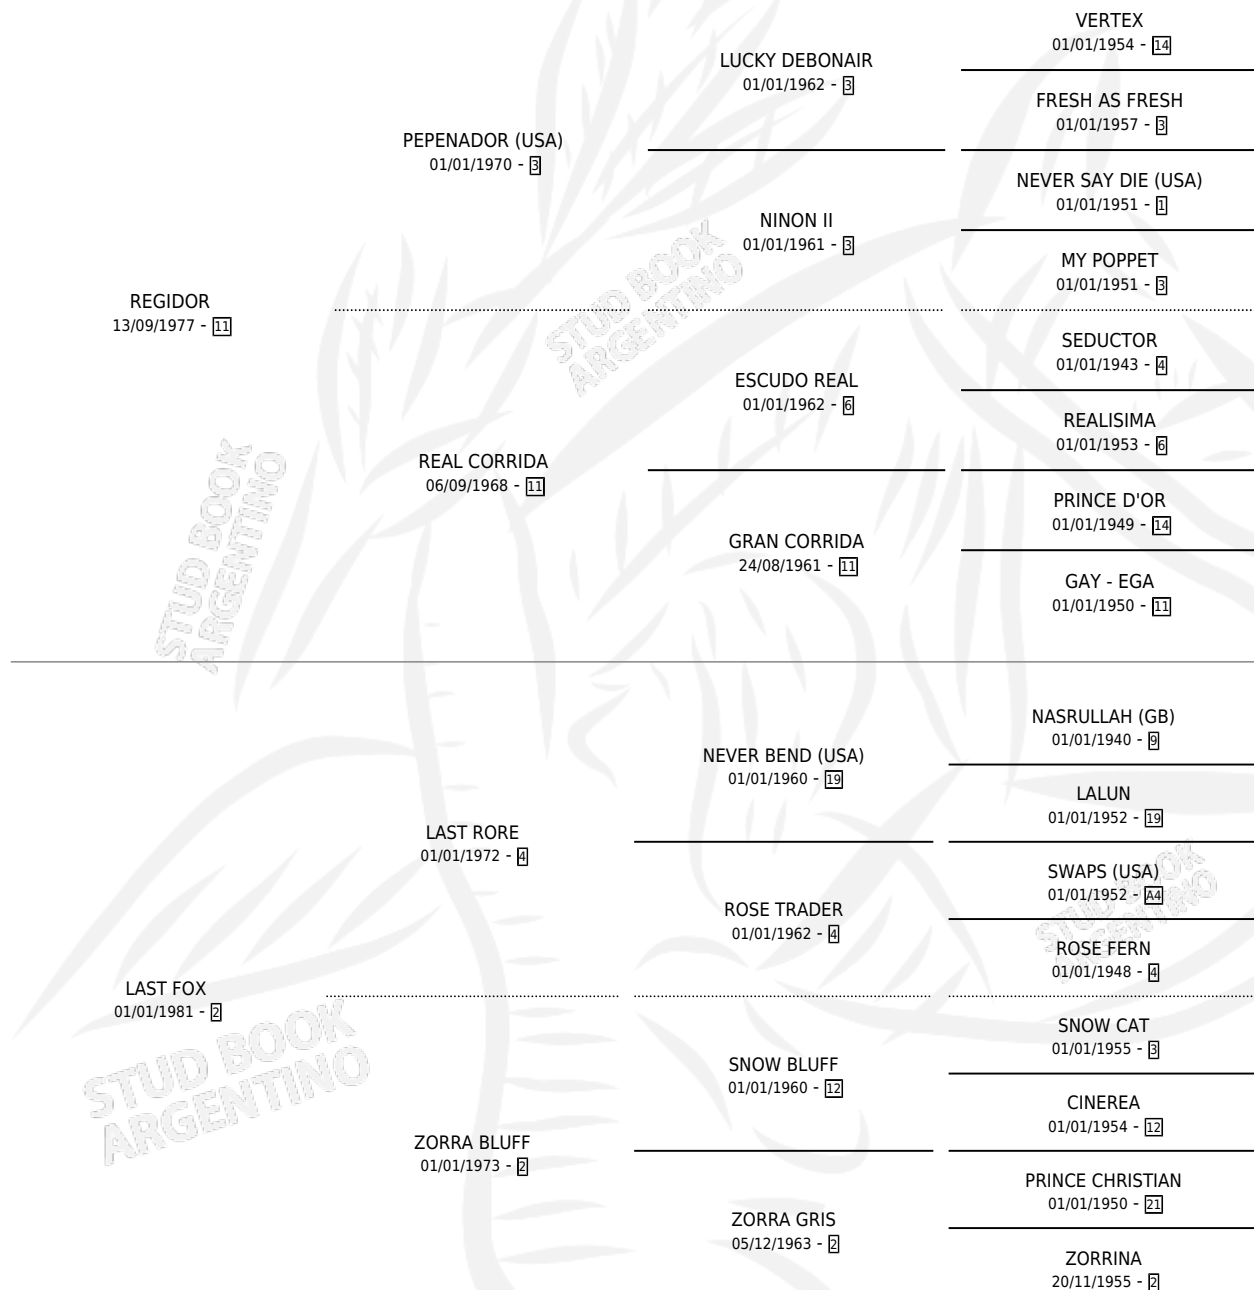 VERTEX
01/01/1954 - 14
LUCKY DEBONAIR
01/01/1962 - 3
FRESH AS FRESH
01/01/1957 - 3
PEPENADOR (USA)
01/01/1970 - 3
NEVER SAY DIE (USA)
01/01/1951 - 1
NINON II
01/01/1961 - 3
MY POPPET
01/01/1951 - 3
REGIDOR
13/09/1977 - 11
SEDUCTOR
01/01/1943 - 4
ESCUDO REAL
01/01/1962 - 6
REALISIMA
01/01/1953 - 6
REAL CORRIDA
06/09/1968 - 11
PRINCE D'OR
01/01/1949 - 14
GRAN CORRIDA
24/08/1961 - 11
GAY - EGA
01/01/1950 - 11
NASRULLAH (GB)
01/01/1940 - 9
NEVER BEND (USA)
01/01/1960 - 19
LALUN
01/01/1952 - 19
LAST RORE
01/01/1972 - 4
SWAPS (USA)
01/01/1952 - A4
ROSE TRADER
01/01/1962 - 4
ROSE FERN
01/01/1948 - 4
LAST FOX
01/01/1981 - 2
SNOW CAT
01/01/1955 - 3
SNOW BLUFF
01/01/1960 - 12
CINEREA
01/01/1954 - 12
ZORRA BLUFF
01/01/1973 - 2
PRINCE CHRISTIAN
01/01/1950 - 21
ZORRA GRIS
05/12/1963 - 2
ZORRINA
20/11/1955 - 2
STUD BOOK
ARGENTINO
STUD BOOK
ARGENTINO
STUD BOOK
ARGENTINO
STUD BOOK
ARGENTINO